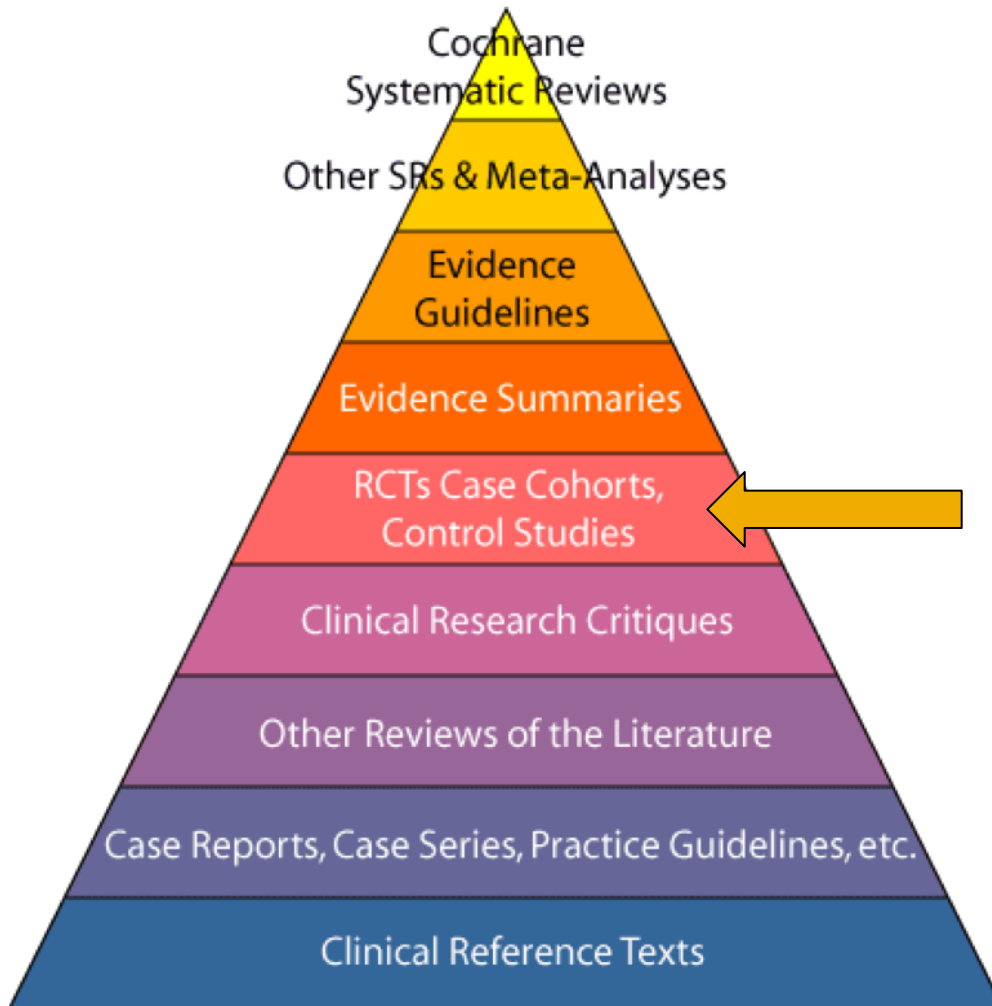 Cochrane
Systematic Reviews
Other SRs & Meta-Analyses
Evidence
Guidelines
Evidence Summaries
RCTs Case Cohorts,
Control Studies
Clinical Research Critiques
Other Reviews of the Literature
Case Reports, Case Series, Practice Guidelines, etc.
Clinical Reference Texts